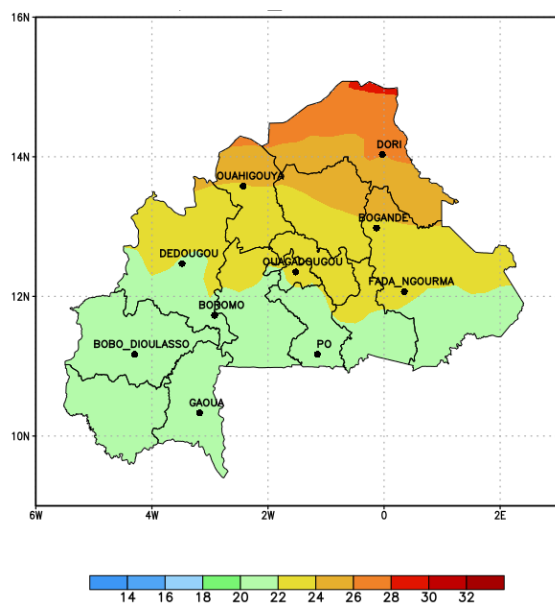 16N
DORI
14N
OUAHIGOUYA
BOGANDE
DEDOUGOU
OUAGADOUGOU
FADA_NGOURMA
12N
BOROMO
BOBO_DIOULASSO
PO
GAOUA
10N
6W 4W 2W 0 2E
14 16 18 20 22 24 26 28 30 32